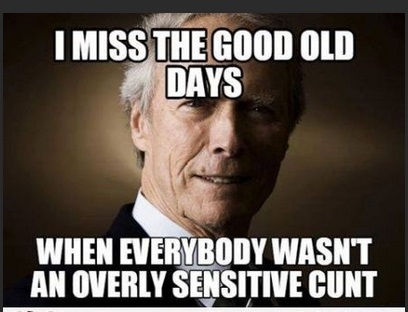 I MISS THE GOOD OLD
DAYS
WHEN EVERYBODY WASN'T
AN OVERLY SENSITIVE CUNT